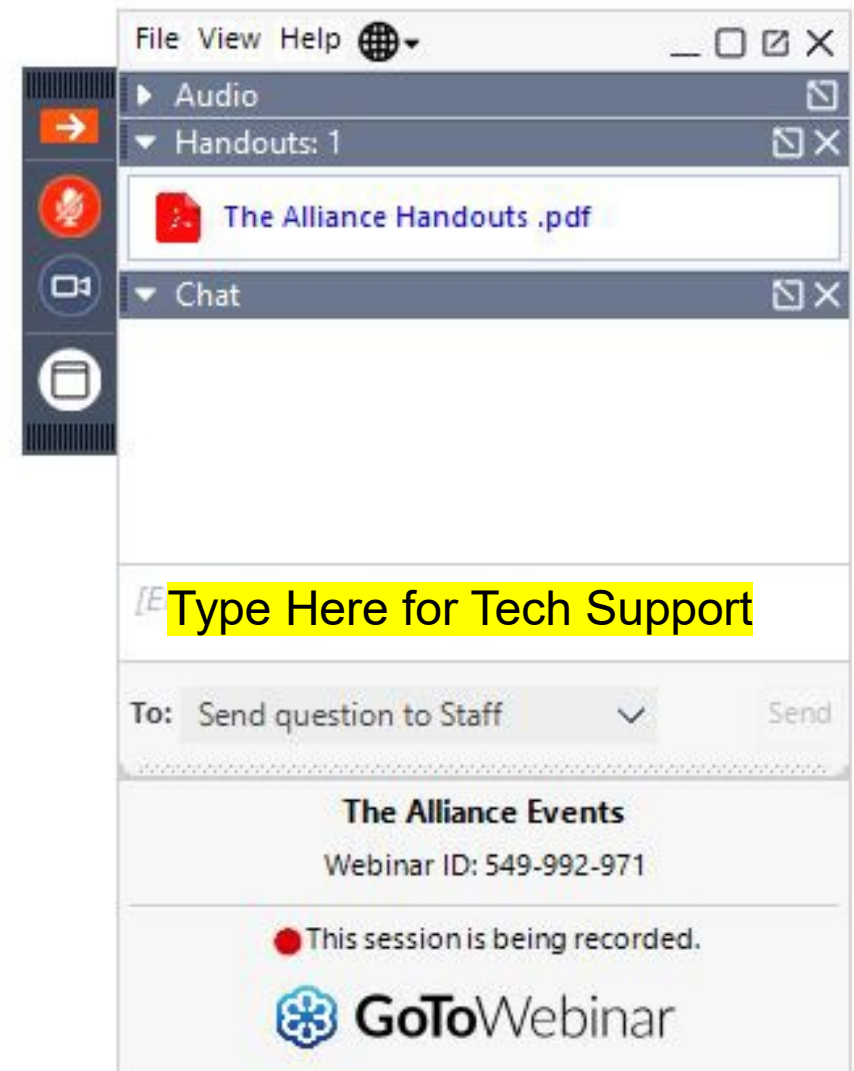 File View Help
Audio
Handouts: 1
The Alliance Handouts .pdf
Chat
[E
Type Here for Tech Support
To: Send question to Staff
Send
The Alliance Events
Webinar ID: 549-992-971
This session is being recorded.
GoToWebinar